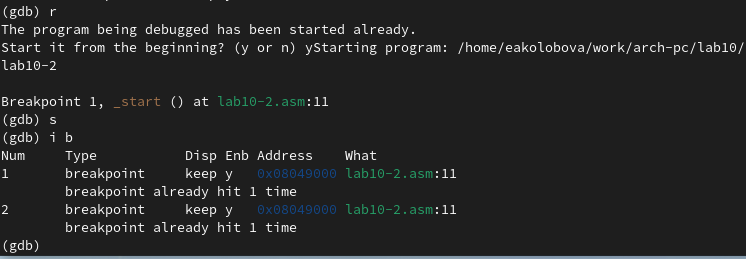 (gdb) r
The program being debugged has been started already.
Start it from the beginning? (y or n) yStarting program: /home/eakolobova/work/arch-pc/lab10/
lab10-2
Breakpoint 1, _start () at lab10-2.asm:11
(gdb) s
(gdb) i b
Num     Type           Disp Enb Address    What
1       breakpoint     keep y   0x08049000 lab10-2.asm:11
        breakpoint already hit 1 time
2       breakpoint     keep y   0x08049000 lab10-2.asm:11
        breakpoint already hit 1 time
(gdb)